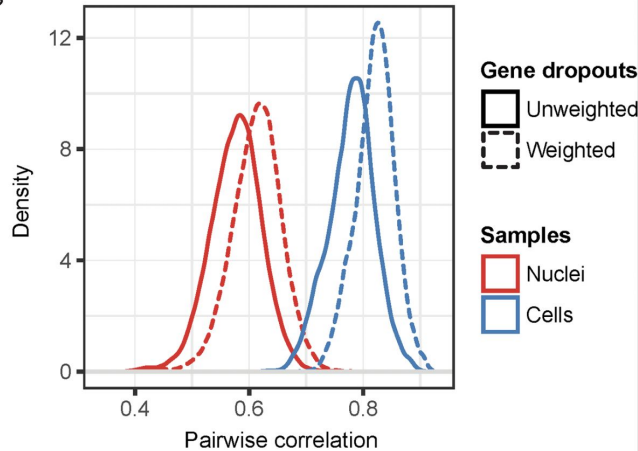 12
8
4
0
Density
0.4 0.6 0.8
Pairwise correlation
Gene dropouts
Unweighted
Weighted
Samples
Nuclei
Cells